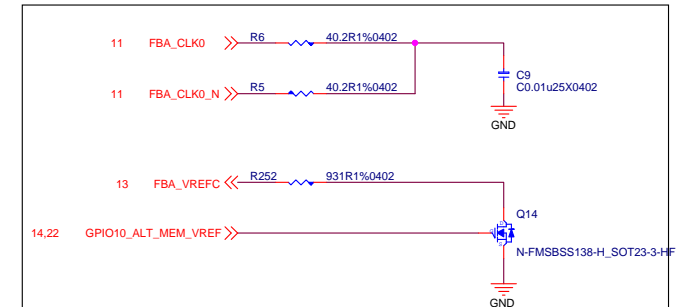 11 FBA_CLK0 R6 40.2R1%0402
C9
C0.01u25X0402
11 FBA_CLK0_N R5 40.2R1%0402
GND
13 FBA_VREFC R252 931R1%0402
Q14
14,22 GPIO10_ALT_MEM_VREF
N-FMSBSS138-H_SOT23-3-HF
GND